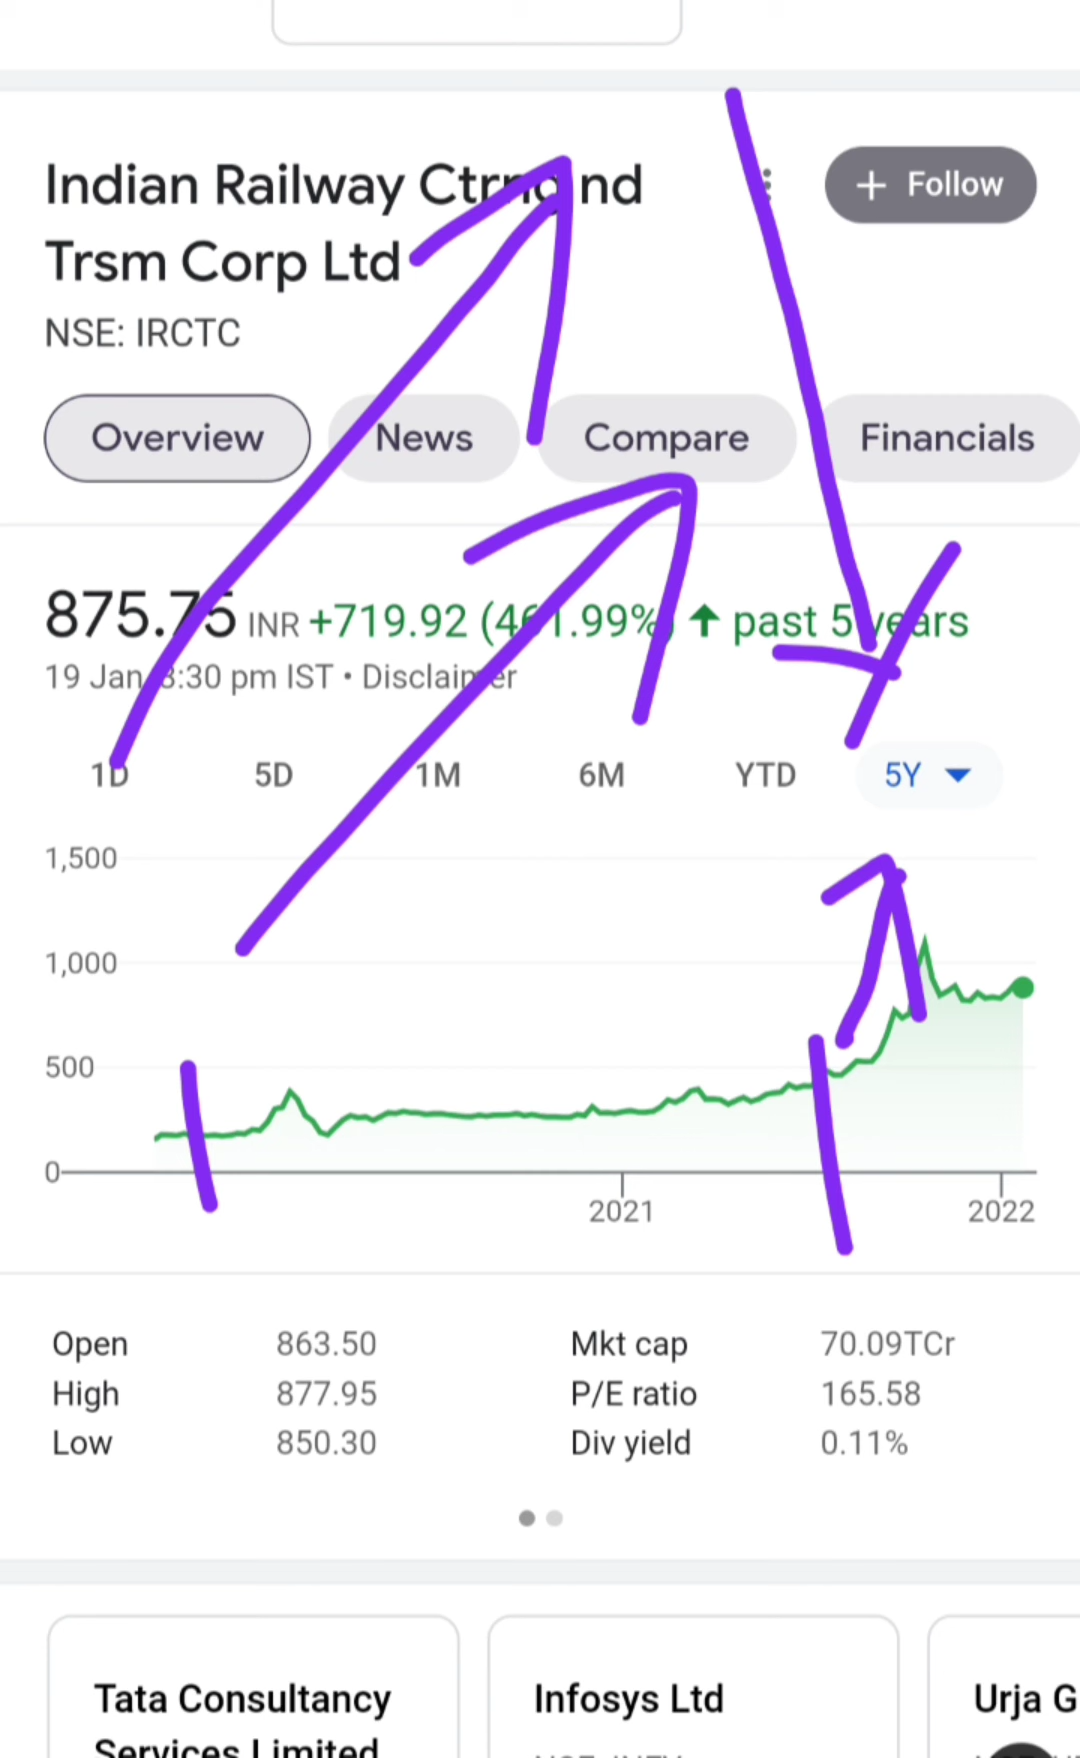 Indian Railway Ctrng nd
Trsm Corp Ltd
NSE: IRCTC
+ Follow
Overview News Compare Financials
875.75 INR +719.92 (461.99%) past 5 years
19 Jan, 3:30 pm IST • Disclaimer
1D 5D 1M 6M YTD 5Y
1,500
1,000
500
0
2021 2022
Open 863.50 Mkt cap 70.09TCr
High 877.95 P/E ratio 165.58
Low 850.30 Div yield 0.11%
Tata Consultancy Infosys Ltd Urja G
Services Limited